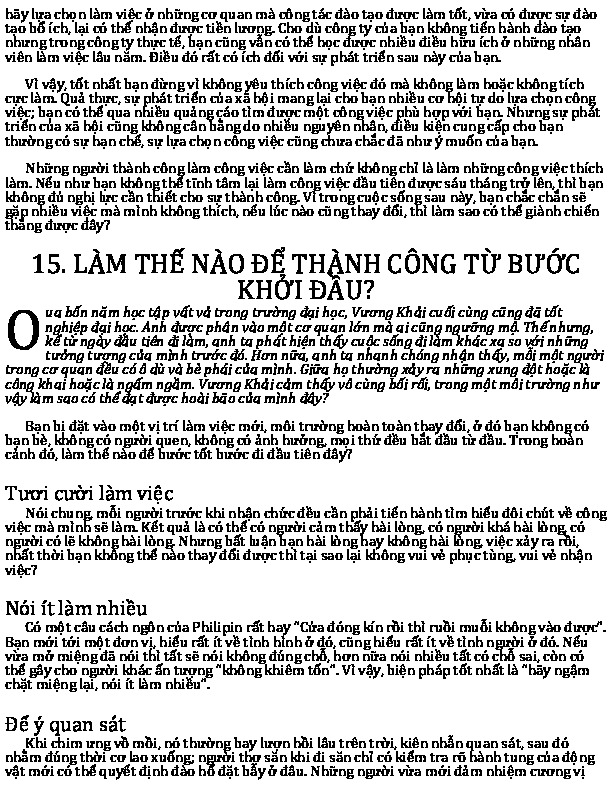 hãy lựa chọn làm việc ở những cơ quan mà công tác đào tạo được làm tốt, vừa có được sự đào
tạo bổ ích, lại có thể nhận được tiền lương. Cho dù công ty của bạn không tiến hành đào tạo
nhưng trong công ty thực tế, bạn cũng vẫn có thể học được nhiều điều hữu ích ở những nhân
viên làm việc lâu năm. Điều đó rất có ích đối với sự phát triển sau này của bạn.
Vì vậy, tốt nhất bạn đừng vì không yêu thích công việc đó mà không làm hoặc không tích
cực làm. Quả thực, sự phát triển của xã hội mang lại cho bạn nhiều cơ hội tự do lựa chọn công
việc; bạn có thể qua nhiều quảng cáo tìm được một công việc phù hợp với bạn. Nhưng sự phát
triển của xã hội cũng không cân bằng do nhiều nguyên nhân, điều kiện cung cấp cho bạn
thường có sự hạn chế, sự lựa chọn công việc cũng chưa chắc đã như ý muốn của bạn.
Những người thành công làm công việc cần làm chứ không chỉ là làm những công việc thích
làm. Nếu như bạn không thể tĩnh tâm lại làm công việc đầu tiên được sáu tháng trở lên, thì bạn
không đủ nghị lực cần thiết cho sự thành công. Vì trong cuộc sống sau này, bạn chắc chắn sẽ
gặp nhiều việc mà mình không thích, nếu lúc nào cũng thay đổi, thì làm sao có thể giành chiến
thắng được đây?
15. LÀM THẾ NÀO ĐỂ THÀNH CÔNG TỪ BƯỚC
KHỞI ĐẦU?
Qua bốn năm học tập vất vả trong trường đại học, Vương Khải cuối cùng cũng đã tốt
nghiệp đại học. Anh được phân vào một cơ quan lớn mà ai cũng ngưỡng mộ. Thế nhưng,
kể từ ngày đầu tiên đi làm, anh ta phát hiện thấy cuộc sống đi làm khác xa so với những
tưởng tượng của mình trước đó. Hơn nữa, anh ta nhanh chóng nhận thấy, mỗi một người
trong cơ quan đều có ô dù và bè phái của mình. Giữa họ thường xảy ra những xung đột hoặc là
công khai hoặc là ngấm ngầm. Vương Khải cảm thấy vô cùng bối rối, trong một môi trường như
vậy làm sao có thể đạt được hoài bão của mình đây?
Bạn bị đặt vào một vị trí làm việc mới, môi trường hoàn toàn thay đổi, ở đó bạn không có
bạn bè, không có người quen, không có ảnh hưởng, mọi thứ đều bắt đầu từ đầu. Trong hoàn
cảnh đó, làm thế nào để bước tốt bước đi đầu tiên đây?
Tươi cười làm việc
Nói chung, mỗi người trước khi nhận chức đều cần phải tiến hành tìm hiểu đôi chút về công
việc mà mình sẽ làm. Kết quả là có thể có người cảm thấy hài lòng, có người khá hài lòng, có
người có lẽ không hài lòng. Nhưng bất luận bạn hài lòng hay không hài lòng, việc xảy ra rồi,
nhất thời bạn không thể nào thay đổi được thì tại sao lại không vui vẻ phục tùng, vui vẻ nhận
việc?
Nói ít làm nhiều
Có một câu cách ngôn của Philipin rất hay "Cửa đóng kín rồi thì ruồi muỗi không vào được".
Bạn mới tới một đơn vị, hiểu rất ít về tình hình ở đó, cũng hiểu rất ít về tình người ở đó. Nếu
vừa mở miệng đã nói thì tất sẽ nói không đúng chỗ, hơn nữa nói nhiều tất có chỗ sai, còn có
thể gây cho người khác ấn tượng "không khiêm tốn". Vì vậy, biện pháp tốt nhất là "hãy ngậm
chặt miệng lại, nói ít làm nhiều".
Để ý quan sát
Khi chim ưng vồ mồi, nó thường bay lượn hồi lâu trên trời, kiên nhẫn quan sát, sau đó
nhằm đúng thời cơ lao xuống; người thợ săn khi đi săn chỉ có kiểm tra rõ hành tung của động
vật mới có thể quyết định đào hố đặt bẫy ở đâu. Những người vừa mới đảm nhiệm cương vị